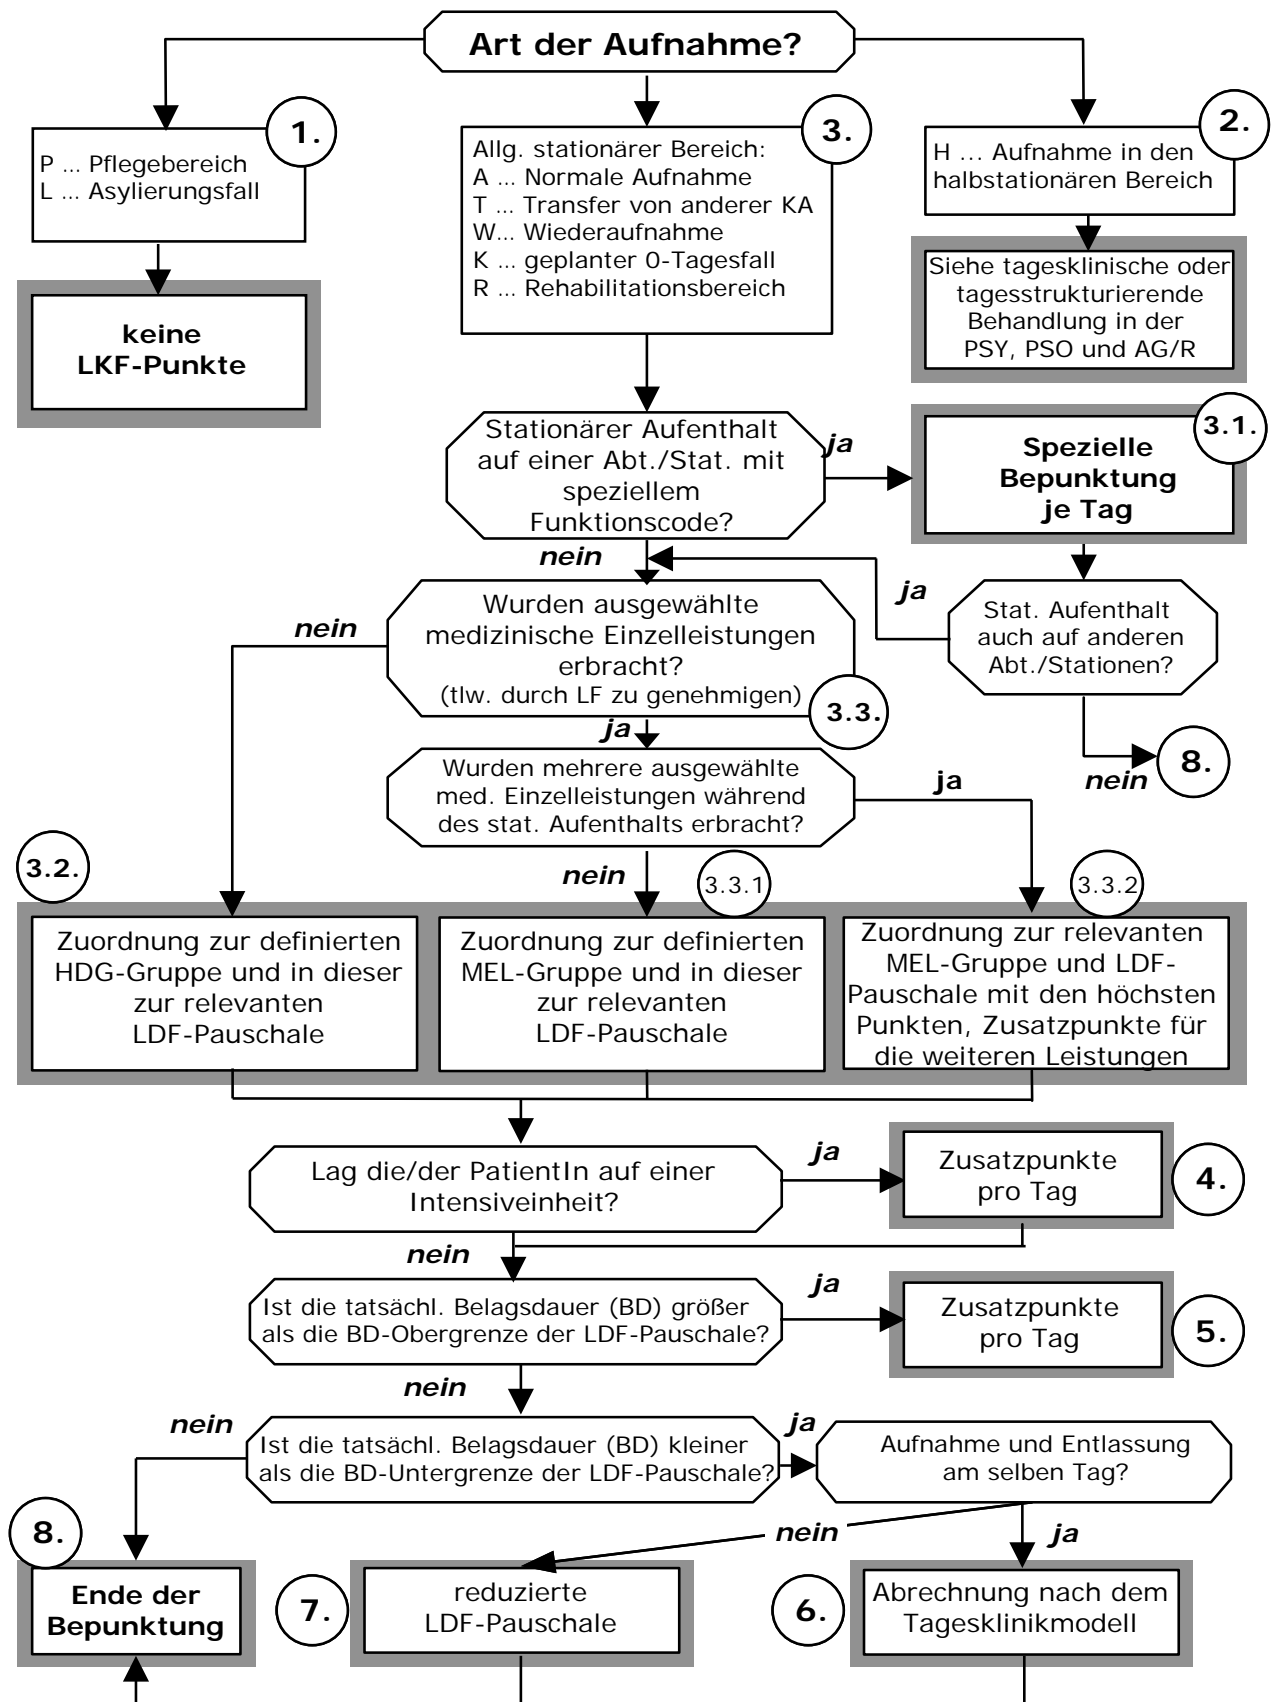 Art der Aufnahme?
1.
P ... Pflegebereich
L ... Asylierungsfall
keine
LKF-Punkte
3.
Allg. stationärer Bereich:
A ... Normale Aufnahme
T ... Transfer von anderer KA
W... Wiederaufnahme
K ... geplanter 0-Tagesfall
R ... Rehabilitationsbereich
2.
H ... Aufnahme in den
halbstationären Bereich
Siehe tagesklinische oder
tagesstrukturierende
Behandlung in der
PSY, PSO und AG/R
Stationärer Aufenthalt
auf einer Abt./Stat. mit
speziellem
Funktionscode?
ja
3.1.
Spezielle
Bepunktung
je Tag
nein
ja
Stat. Aufenthalt
auch auf anderen
Abt./Stationen?
nein
8.
Wurden ausgewählte
medizinische Einzelleistungen
erbracht?
(tlw. durch LF zu genehmigen)
3.3.
nein
ja
Wurden mehrere ausgewählte
med. Einzelleistungen während
des stat. Aufenthalts erbracht?
ja
nein
3.2.
Zuordnung zur definierten
HDG-Gruppe und in dieser
zur relevanten
LDF-Pauschale
3.3.1
Zuordnung zur definierten
MEL-Gruppe und in dieser
zur relevanten
LDF-Pauschale
3.3.2
Zuordnung zur relevanten
MEL-Gruppe und LDF-
Pauschale mit den höchsten
Punkten, Zusatzpunkte für
die weiteren Leistungen
Lag die/der PatientIn auf einer
Intensiveinheit?
ja
Zusatzpunkte
pro Tag
4.
nein
Ist die tatsächl. Belagsdauer (BD) größer
als die BD-Obergrenze der LDF-Pauschale?
ja
Zusatzpunkte
pro Tag
5.
nein
Ist die tatsächl. Belagsdauer (BD) kleiner
als die BD-Untergrenze der LDF-Pauschale?
nein
ja
Aufnahme und Entlassung
am selben Tag?
nein
ja
8.
Ende der
Bepunktung
7.
reduzierte
LDF-Pauschale
6.
Abrechnung nach dem
Tagesklinikmodell